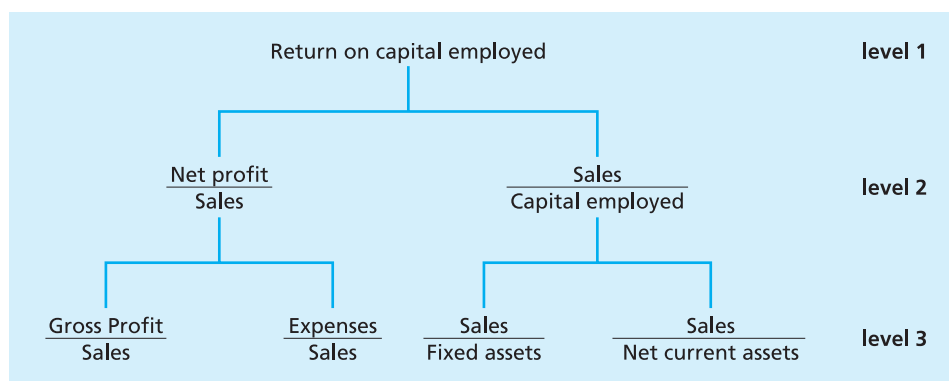 Return on capital employed level 1
Net profit
Sales
Sales
Capital employed
level 2
Gross Profit
Sales
Expenses
Sales
Sales
Fixed assets
Sales
Net current assets
level 3